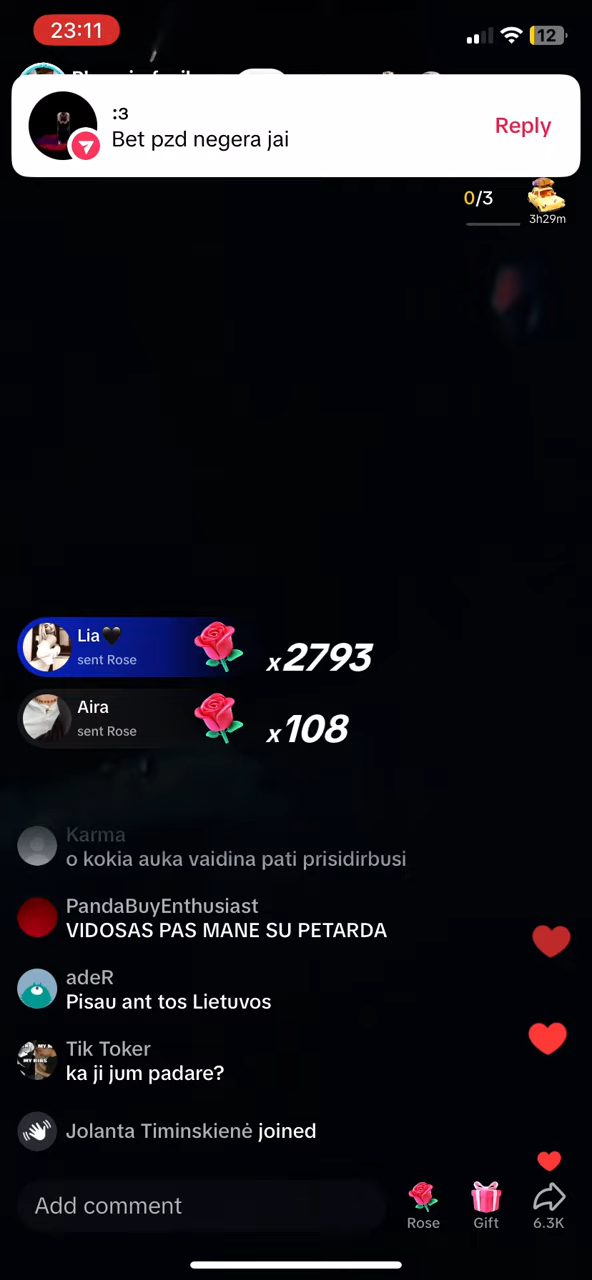 23:11
12
:3
Bet pzd negera jai
Reply
0/3
3h29m
Lia🖤
sent Rose
x2793
Aira
sent Rose
x108
Karma
o kokia auka vaidina pati prisidirbusi
PandaBuyEnthusiast
VIDOSAS PAS MANE SU PETARDA
adeR
Pisau ant tos Lietuvos
Tik Toker
ka ji jum padare?
Jolanta Timinskienė joined
Add comment
Rose
Gift
6.3K